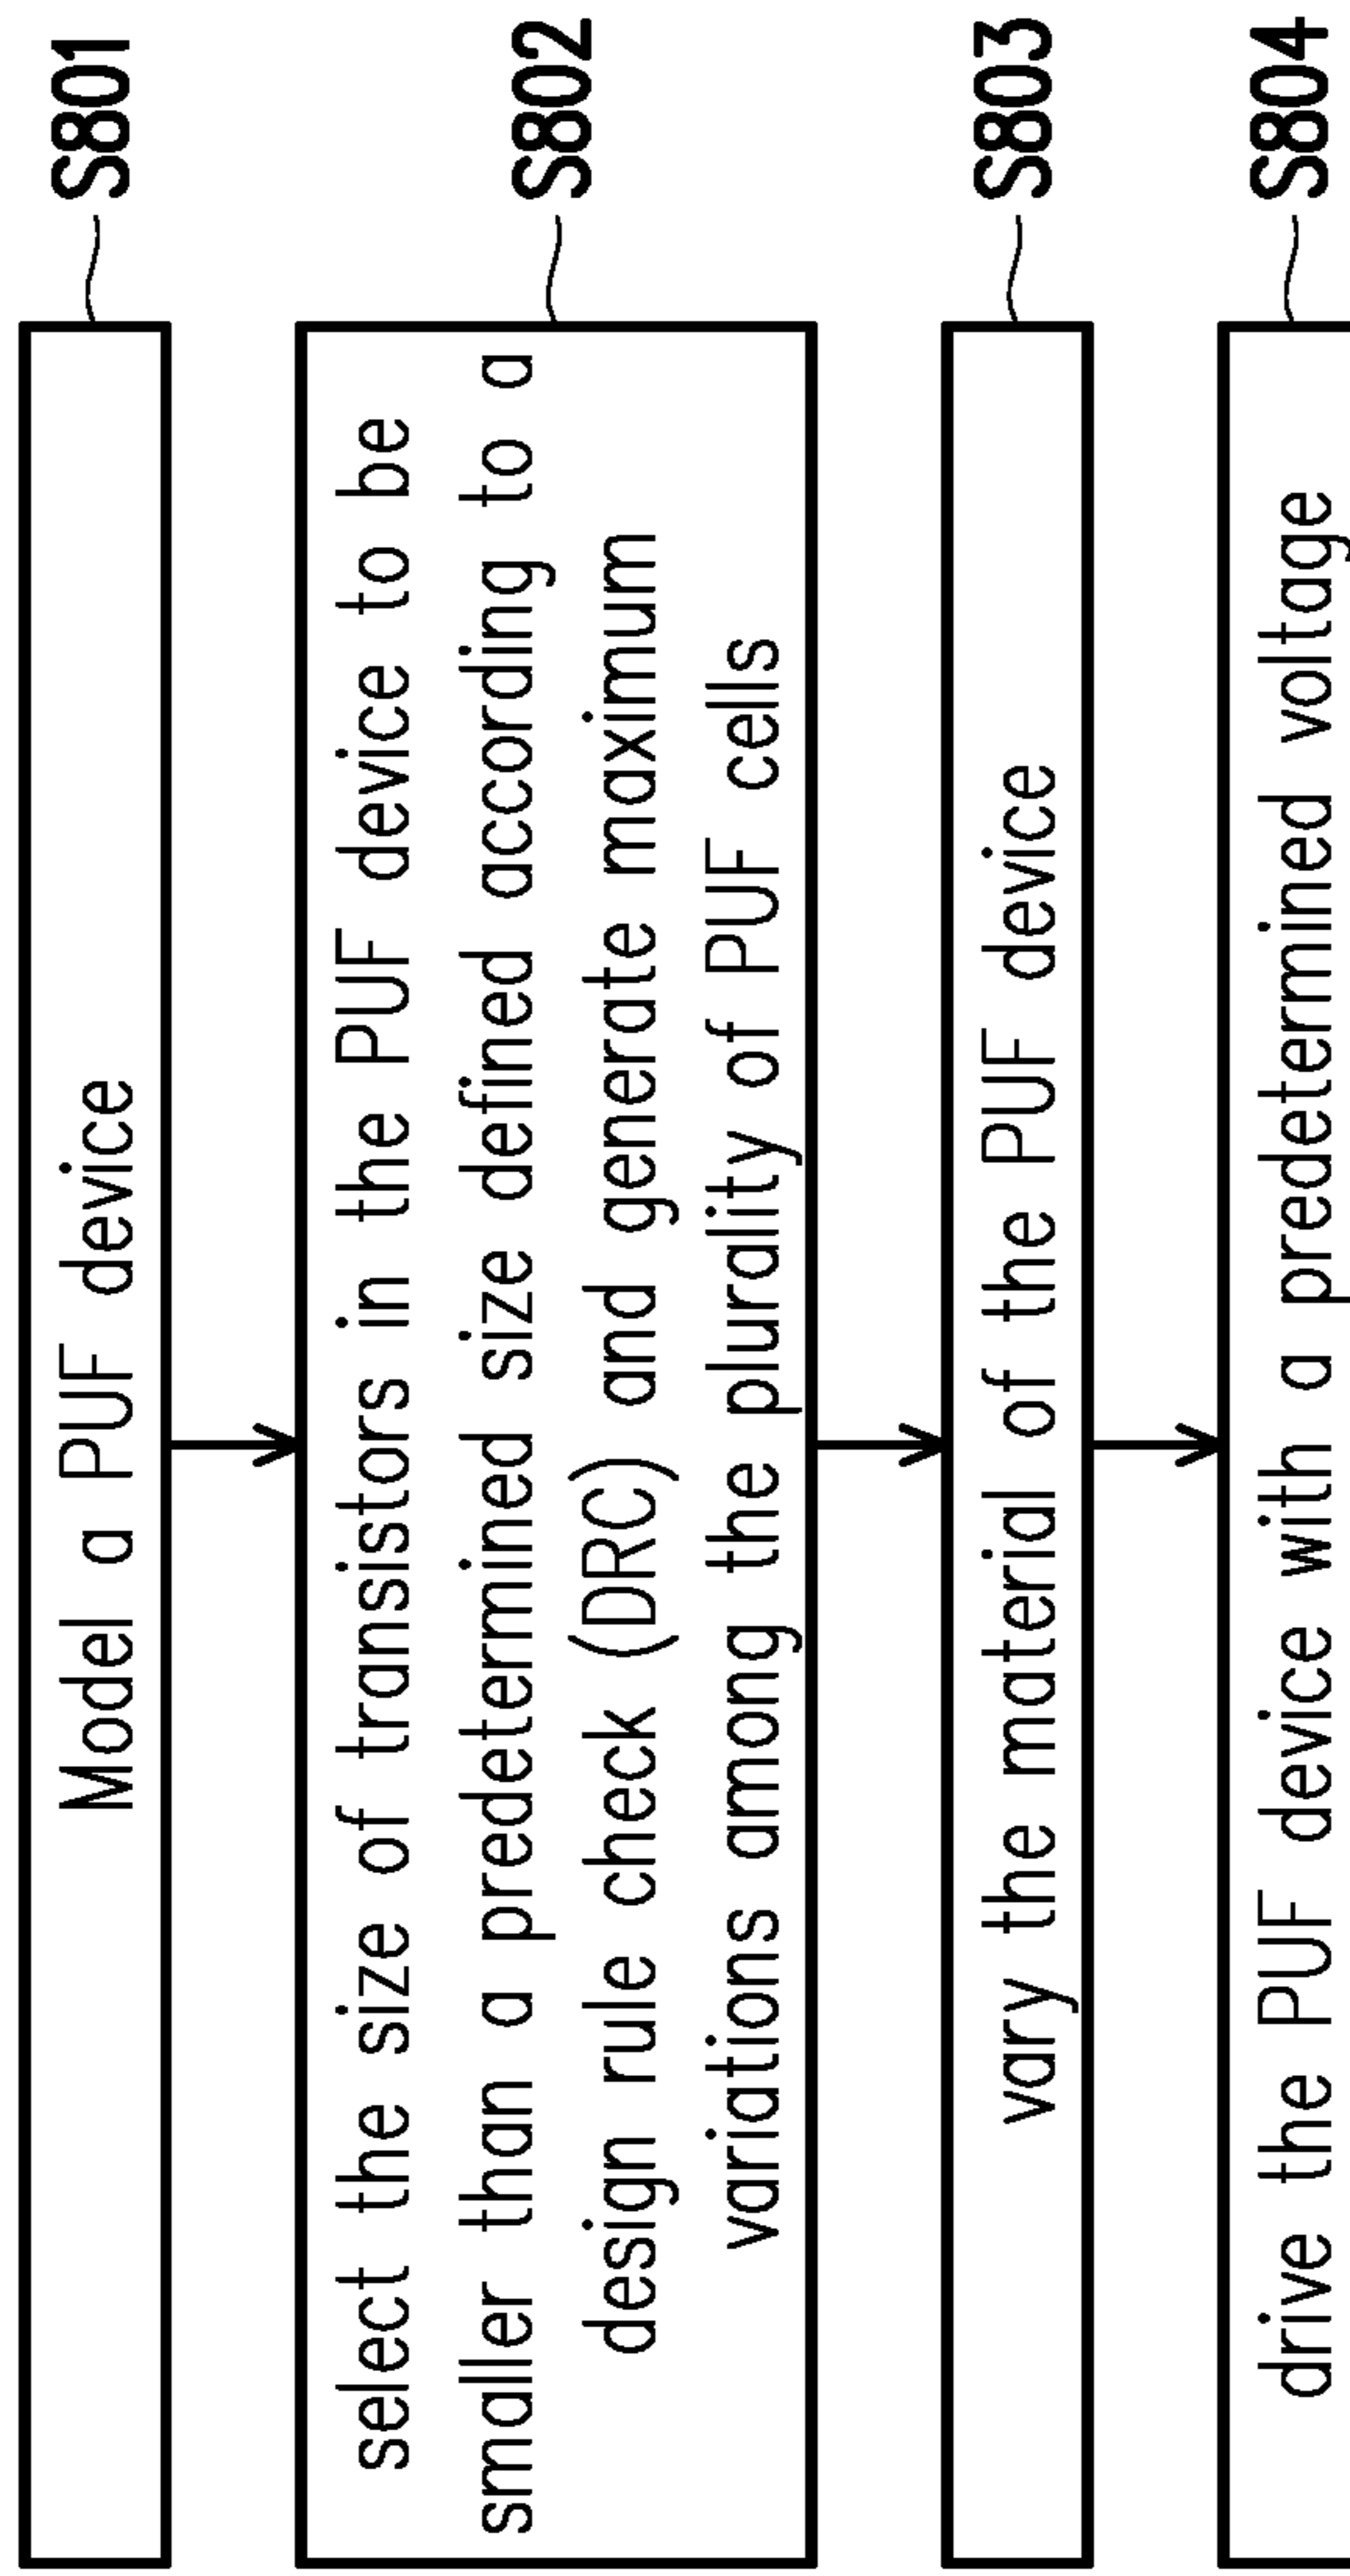 Model a PUF device
S801
select the size of transistors in the PUF device to be
smaller than a predetermined size defined according to a
design rule check (DRC) and generate maximum
variations among the plurality of PUF cells
S802
vary the material of the PUF device
S803
drive the PUF device with a predetermined voltage
S804